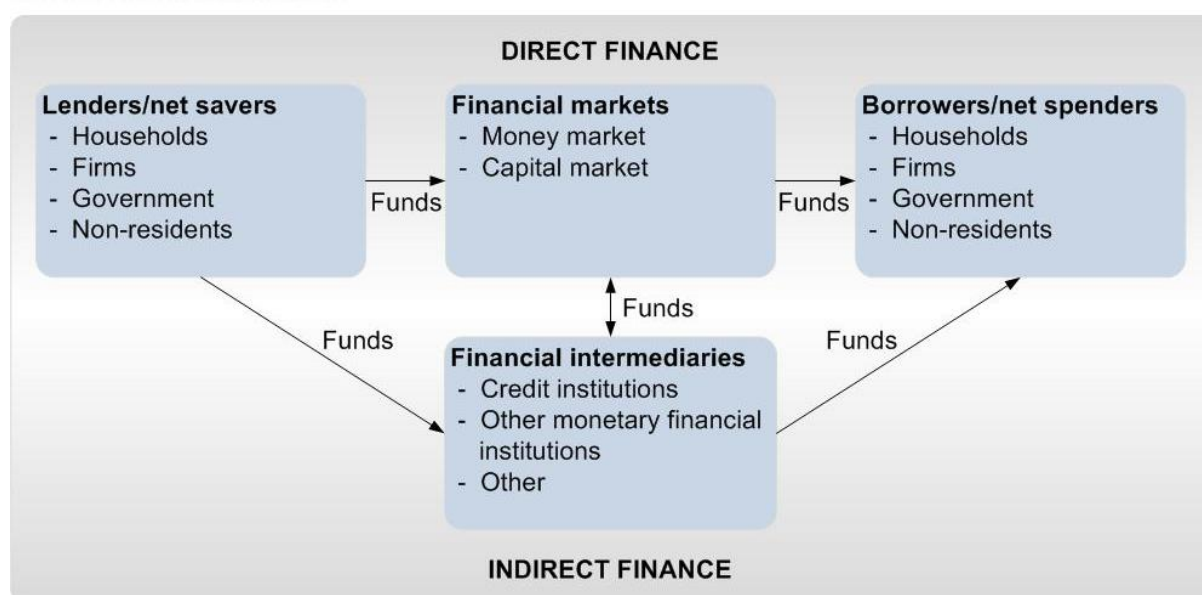 DIRECT FINANCE
Lenders/net savers
- Households
- Firms
- Government
- Non-residents
Funds
Financial markets
- Money market
- Capital market
Funds
Borrowers/net spenders
- Households
- Firms
- Government
- Non-residents
Funds
Funds
Funds
Financial intermediaries
- Credit institutions
- Other monetary financial
institutions
- Other
INDIRECT FINANCE